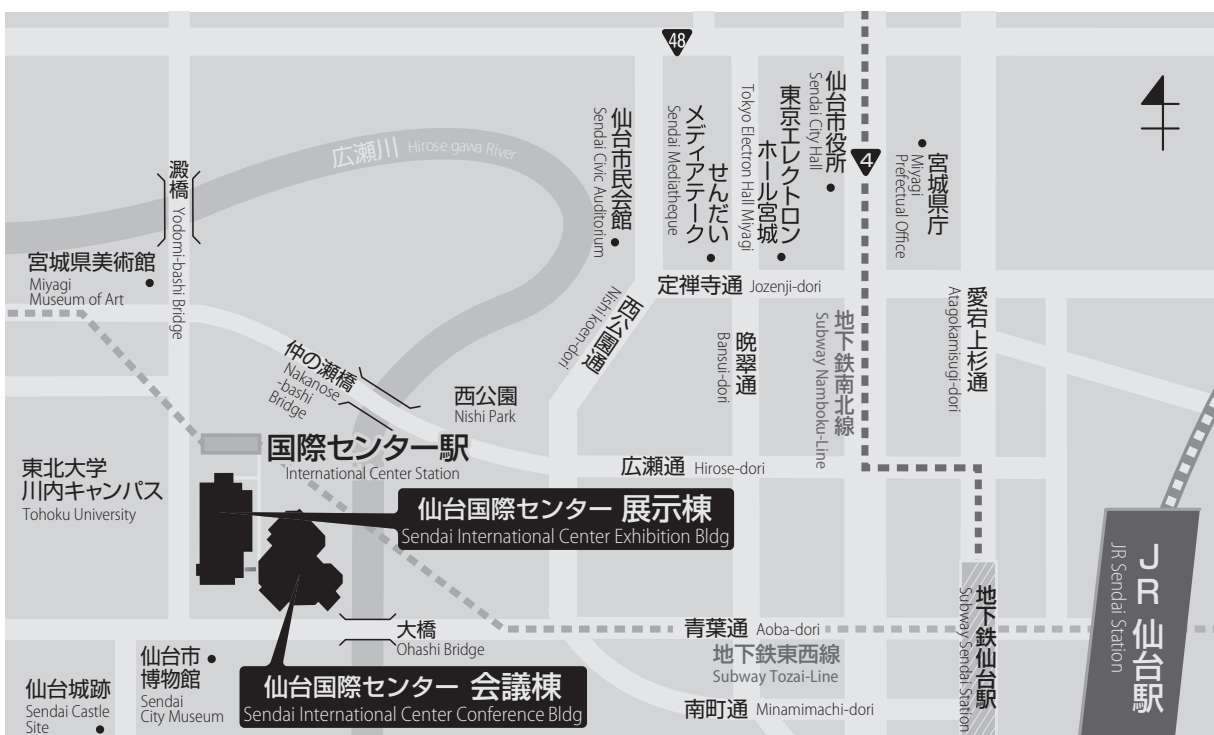 48
仙台市役所
Sendai City Hall
東京エレクトロン
ホール宮城
Tokyo Electron Hall Miyagi
せんだい
メディアテーク
Sendai Mediatheque
仙台市民会館
Sendai Civic Auditorium
4
宮城県庁
Miyagi
Prefectual Office
広瀬川 Hirose gawa River
澱橋 Yodomi-bashi Bridge
宮城県美術館
Miyagi
Museum of Art
定禅寺通 Jozenji-dori
西公園通
Nishikoen-dori
晩翠通
Bansui-dori
地下鉄南北線
Subway Namboku-Line
愛宕上杉通
Atagokamisugi-dori
仲の瀬橋
Nakanose
-bashi
Bridge
西公園
Nishi Park
国際センター駅
International Center Station
広瀬通 Hirose-dori
東北大学
川内キャンパス
Tohoku University
仙台国際センター 展示棟
Sendai International Center Exhibition Bldg
JR仙台駅
JR Sendai Station
地下鉄仙台駅
Subway Sendai Station
大橋
Ohashi Bridge
青葉通 Aoba-dori
地下鉄東西線
Subway Tozai-Line
仙台市
博物館
Sendai
City Museum
仙台国際センター 会議棟
Sendai International Center Conference Bldg
南町通 Minamimachi-dori
仙台城跡
Sendai Castle
Site